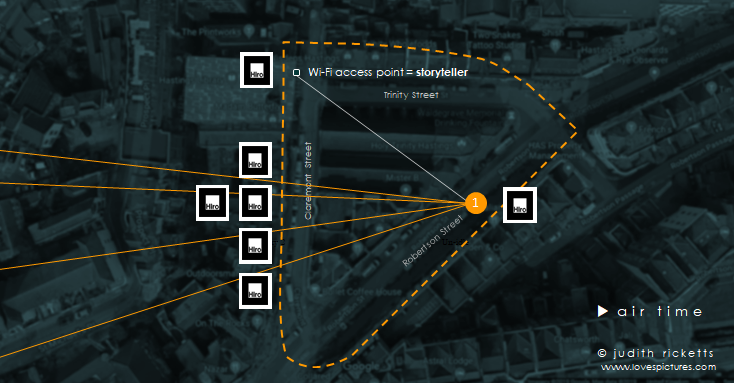 Hiro
Wi-Fi access point = storyteller
Trinity Street
Claremont Street
Hiro
Hiro
Hiro
1
Hiro
Robertson Street
Hiro
Hiro
air time
© judith ricketts
www.lovespictures.com